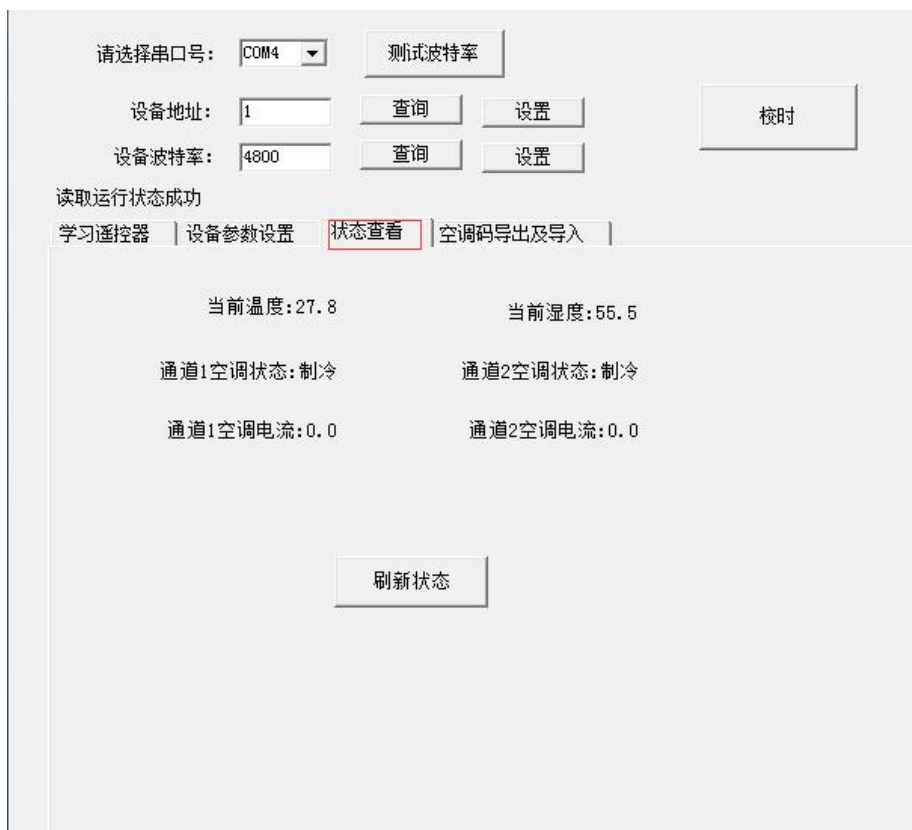 请选择串口号： COM4 测试波特率
设备地址： 1 查询 设置 校时
设备波特率： 4800 查询 设置
读取运行状态成功
学习遥控器 设备参数设置 状态查看 空调码导出及导入
当前温度:27.8 当前湿度:55.5
通道1空调状态:制冷 通道2空调状态:制冷
通道1空调电流:0.0 通道2空调电流:0.0
刷新状态